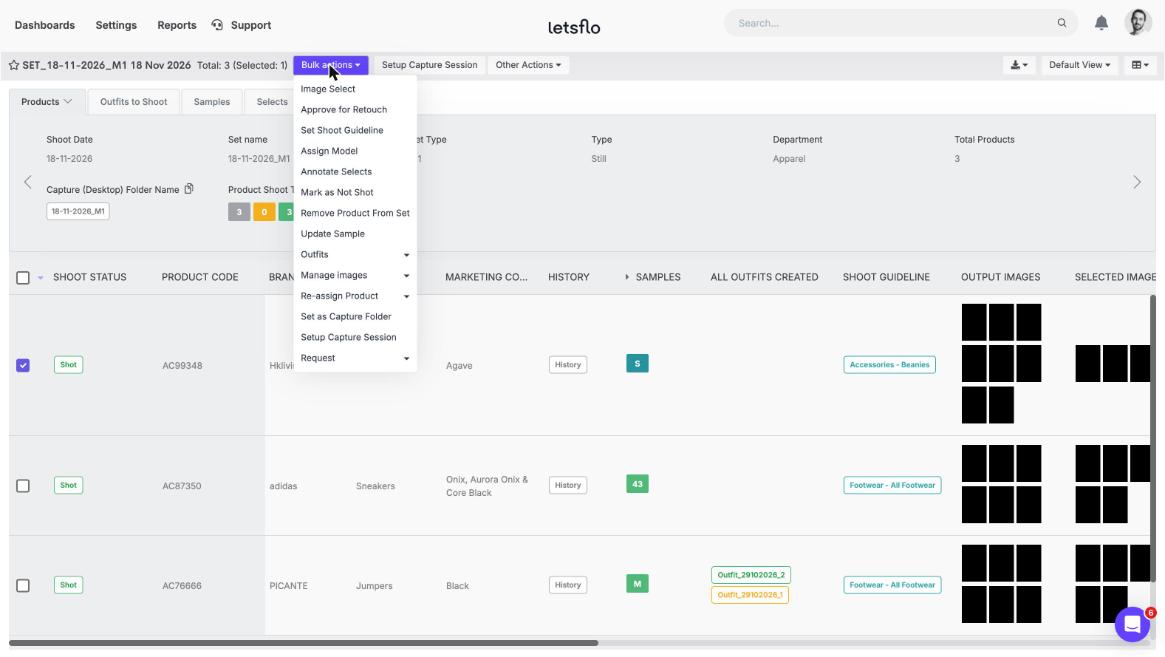 Dashboards Settings Reports Support
letsflo
Search...
SET_18-11-2026_M1 18 Nov 2026 Total: 3 (Selected: 1) Bulk actions Setup Capture Session Other Actions Default View
Products Outfits to Shoot Samples Selects
Image Select
Approve for Retouch
Set Shoot Guideline
Assign Model
Annotate Selects
Mark as Not Shot
Remove Product From Set
Update Sample
Outfits
Manage images
Re-assign Product
Set as Capture Folder
Setup Capture Session
Request
Shoot Date Set name Type Department Total Products
18-11-2026 18-11-2026_M1 Still Apparel 3
Capture (Desktop) Folder Name Product Shoot
18-11-2026_M1 3 0 3
SHOOT STATUS PRODUCT CODE MARKETING CO... HISTORY SAMPLES ALL OUTFITS CREATED SHOOT GUIDELINE OUTPUT IMAGES SELECTED IMAGE
Shot AC99348 Agave History S Accessories - Beanies
Shot AC87350 adidas Sneakers Onix, Aurora Onix &
Core Black History 43 Footwear - All Footwear
Shot AC76666 PICANTE Jumpers Black History M Outfit_29102026_2
Outfit_29102026_1 Footwear - All Footwear
6